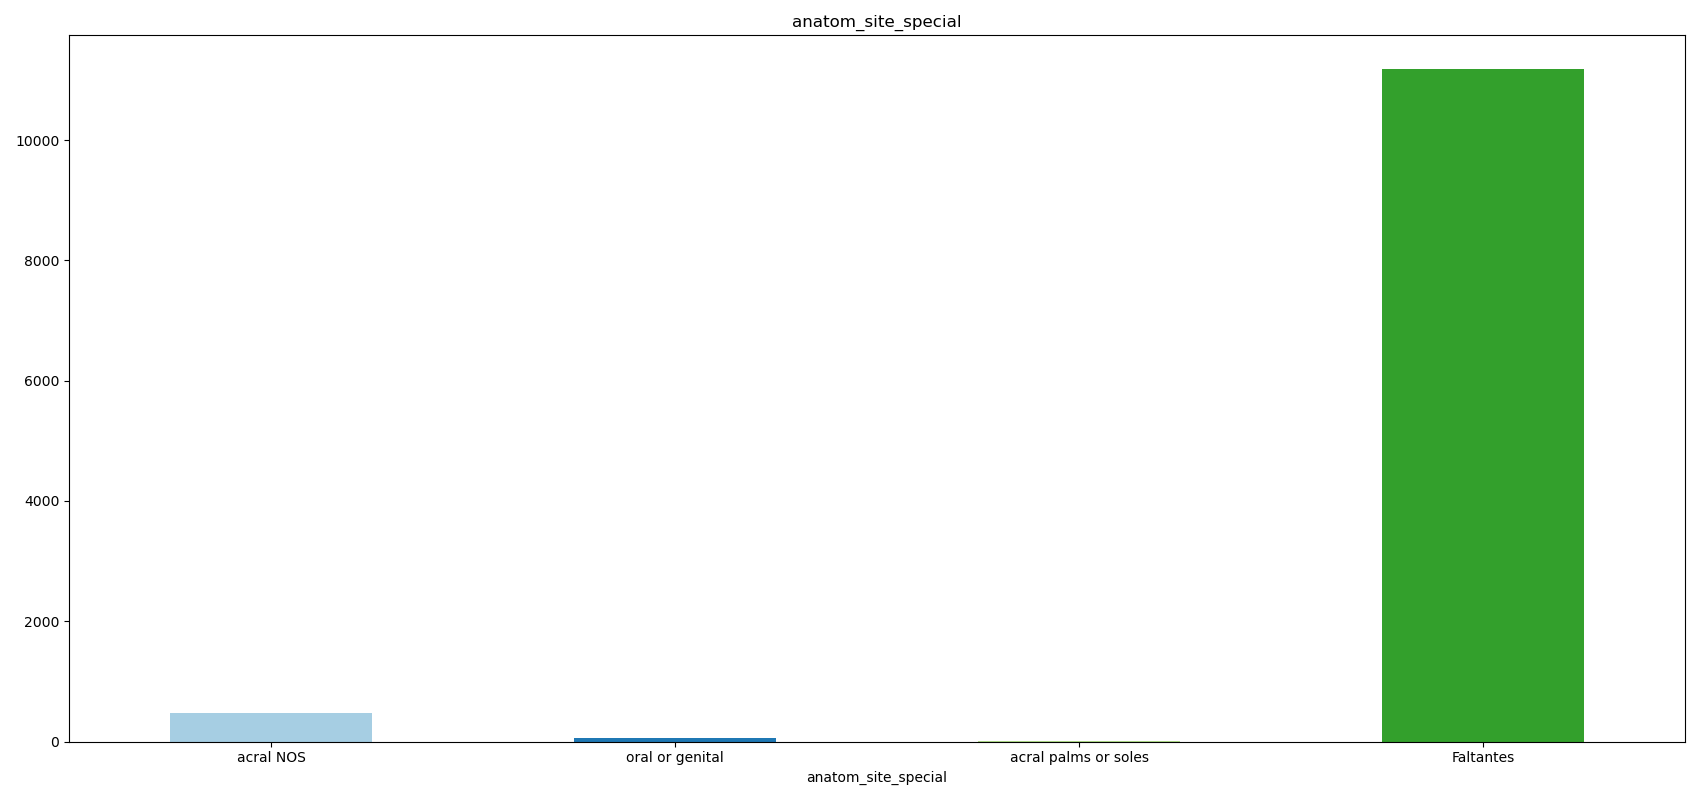 anatom_site_special
10000
8000
6000
4000
2000
0
acral NOS oral or genital acral palms or soles Faltantes
anatom_site_special